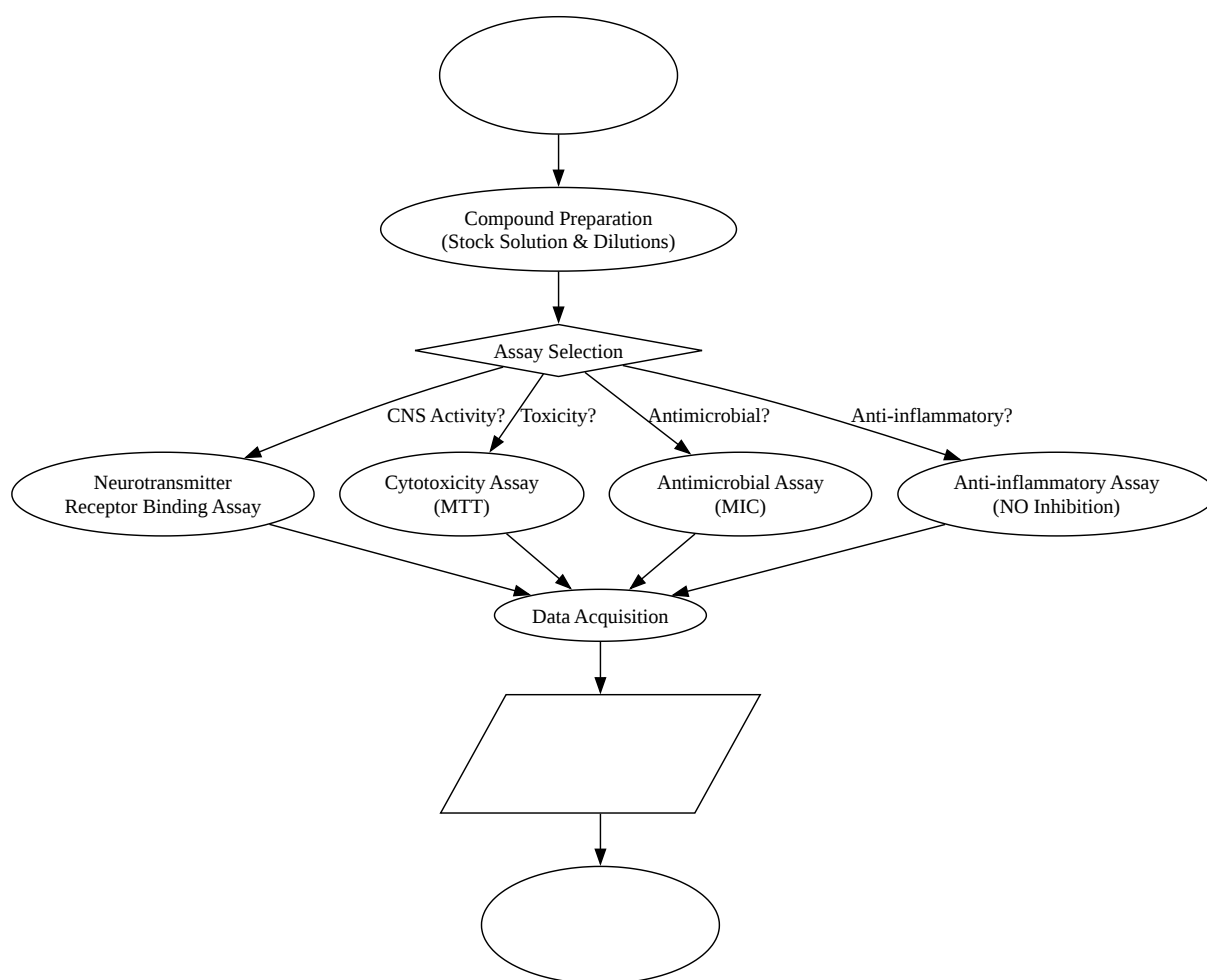 Compound Preparation
(Stock Solution & Dilutions)
Assay Selection
CNS Activity?
Toxicity?
Antimicrobial?
Anti-inflammatory?
Neurotransmitter
Receptor Binding Assay
Cytotoxicity Assay
(MTT)
Antimicrobial Assay
(MIC)
Anti-inflammatory Assay
(NO Inhibition)
Data Acquisition